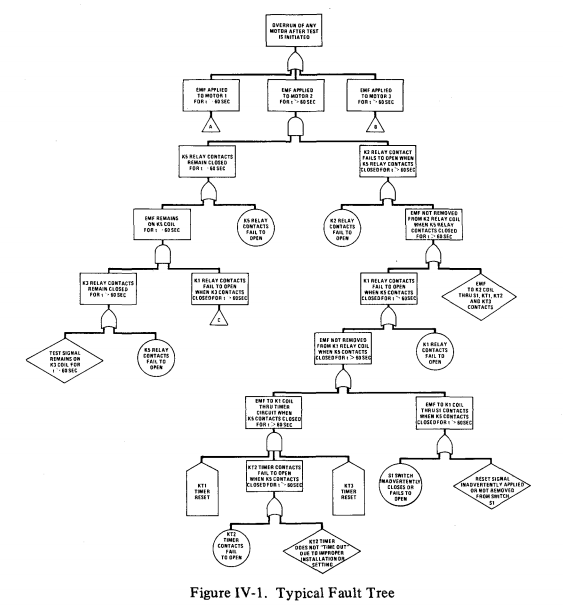 OVERRUN OF ANY
MOTOR AFTER TEST
IS INITIATED
EMF APPLIED
TO MOTOR 1
FOR t > 60 SEC
EMF APPLIED
TO MOTOR 2
FOR t > 60 SEC
EMF APPLIED
TO MOTOR 3
FOR t > 60 SEC
A
B
K5 RELAY CONTACTS
REMAIN CLOSED
FOR t > 60 SEC
K2 RELAY CONTACT
FAILS TO OPEN WHEN
K5 RELAY CONTACTS
CLOSED FOR t > 60 SEC
EMF REMAINS
ON K5 COIL
FOR t > 60 SEC
K5 RELAY
CONTACTS
FAIL TO
OPEN
K2 RELAY
CONTACTS
FAIL TO
OPEN
EMF NOT REMOVED
FROM K2 RELAY COIL
WHEN K5 RELAY
CONTACTS CLOSED
FOR t > 60 SEC
K3 RELAY CONTACTS
REMAIN CLOSED
FOR t > 60 SEC
K1 RELAY CONTACTS
FAIL TO OPEN
WHEN K3 CONTACTS
CLOSED FOR t > 60 SEC
C
K1 RELAY CONTACTS
FAIL TO OPEN
WHEN K5 CONTACTS
CLOSED FOR t > 60 SEC
EMF
TO K2 COIL
THRU S1, KT1, KT2
AND KT3
CONTACTS
TEST SIGNAL
REMAINS ON
K3 COIL FOR
t > 60 SEC
K5 RELAY
CONTACTS
FAIL TO
OPEN
EMF NOT REMOVED
FROM K1 RELAY COIL
WHEN K5 CONTACTS
CLOSED FOR t > 60 SEC
K1 RELAY
CONTACTS
FAIL TO
OPEN
EMF TO K1 COIL
THRU TIMER
CIRCUIT WHEN
K5 CONTACTS CLOSED
FOR t > 60 SEC
EMF TO K1 COIL
THRU S1 CONTACTS
WHEN K5 CONTACTS
CLOSED FOR t > 60 SEC
KT1
TIMER
RESET
KT2 TIMER CONTACTS
FAIL TO OPEN
WHEN K5 CONTACTS
CLOSED FOR t > 60 SEC
KT3
TIMER
RESET
S1 SWITCH
INADVERTENTLY
CLOSES OR
FAILS TO
OPEN
RESET SIGNAL
INADVERTENTLY APPLIED
OR NOT REMOVED
FROM SWITCH
S1
KT2
TIMER
CONTACTS
FAIL
TO OPEN
KT2 TIMER
DOES NOT "TIME OUT"
DUE TO IMPROPER
INSTALLATION OR
SETTING
Figure IV-1. Typical Fault Tree